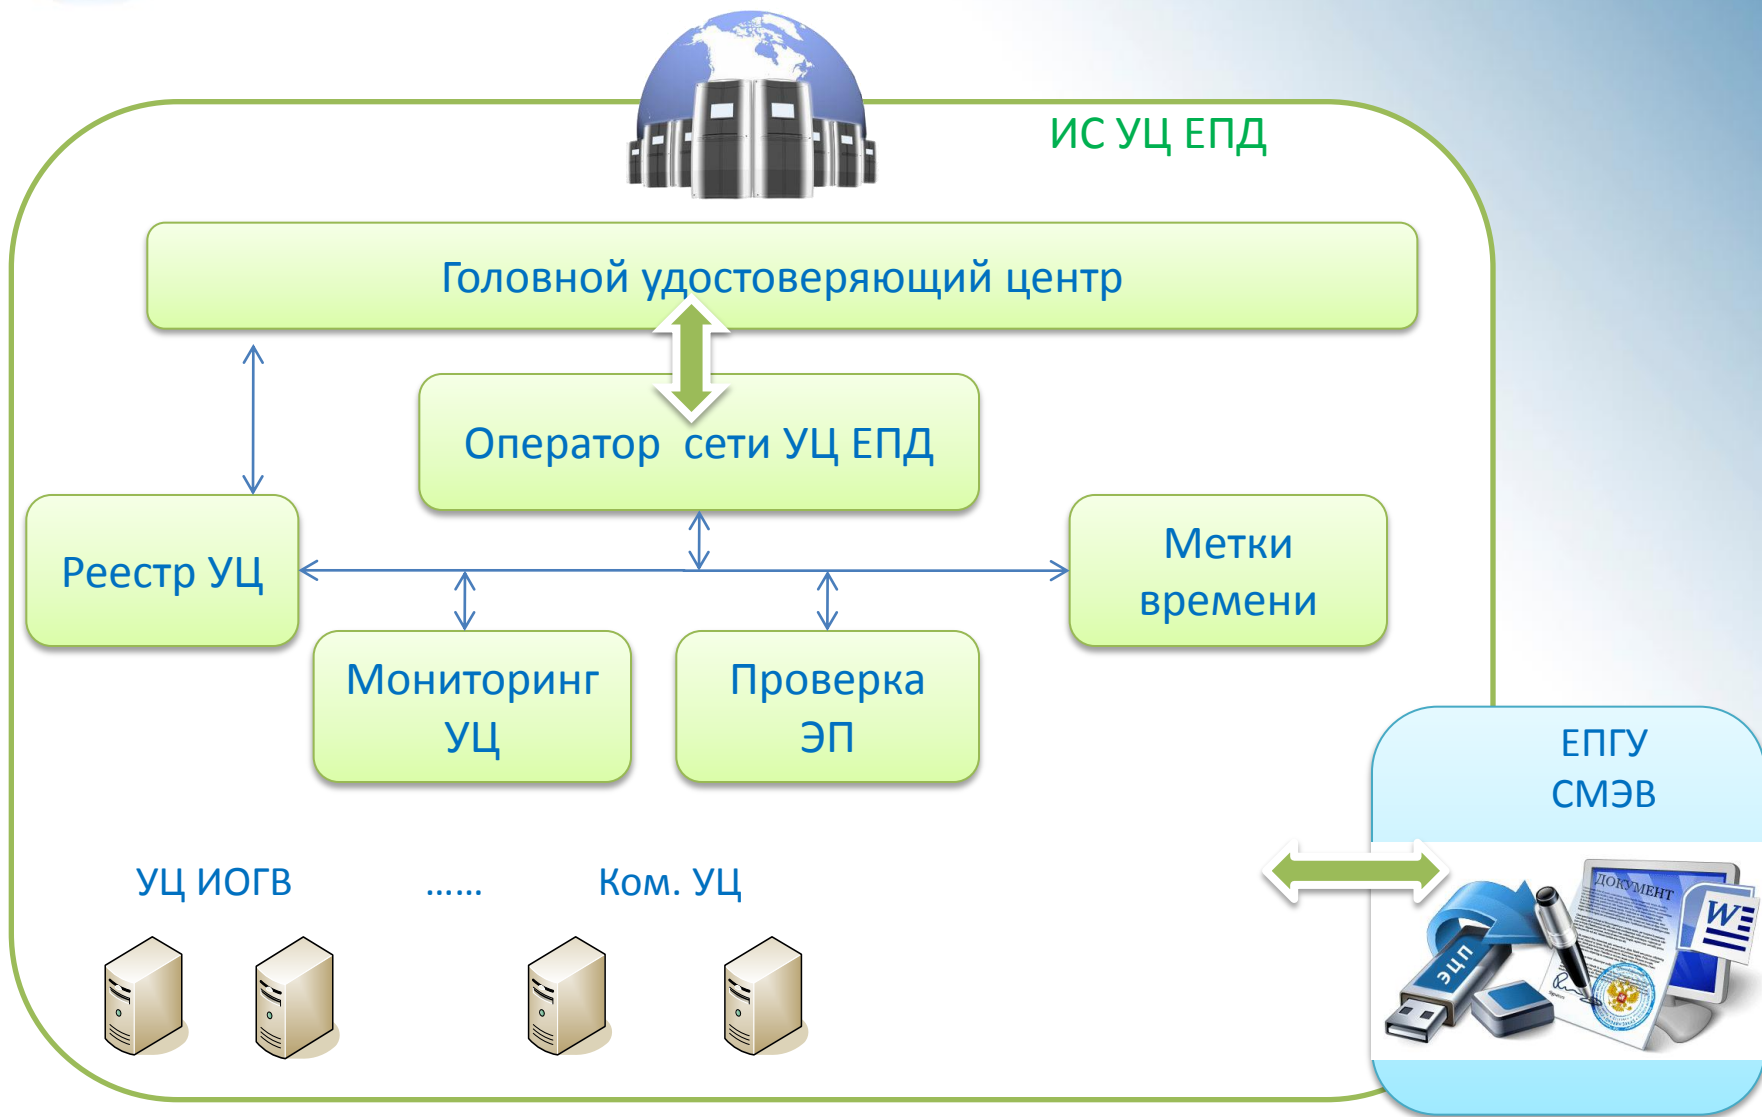 ИС УЦ ЕПД
Головной удостоверяющий центр
Оператор сети УЦ ЕПД
Реестр УЦ
Метки
времени
Мониторинг
УЦ
Проверка
ЭП
ЕПГУ
СМЭВ
УЦ ИОГВ
......
Ком. УЦ
ДОКУМЕНТ
W
ЭЦП